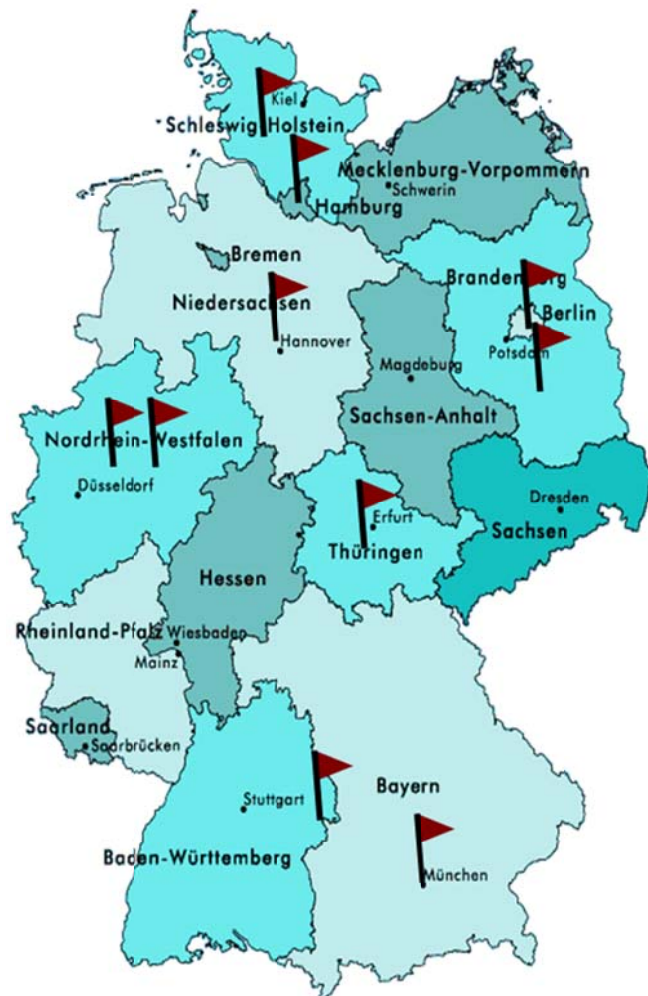 Kiel
Schleswig-Holstein
Mecklenburg-Vorpommern
Schwerin
Hamburg
Bremen
Brandenburg
Niedersachsen
Berlin
Hannover
Potsdam
Magdeburg
Sachsen-Anhalt
Nordrhein-Westfalen
Düsseldorf
Dresden
Erfurt
Sachsen
Thüringen
Hessen
Rheinland-Pfalz
Wiesbaden
Mainz
Saarland
Saarbrücken
Bayern
Stuttgart
Baden-Württemberg
München